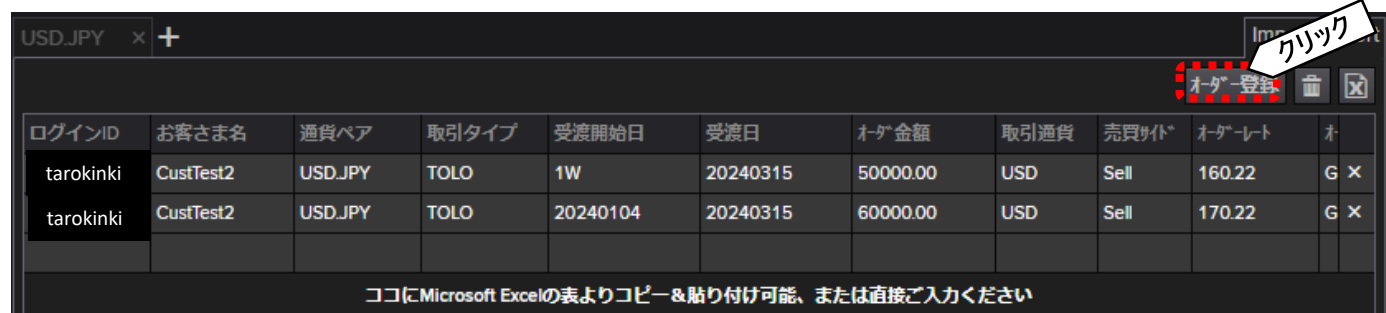 USD.JPY × +
クリック
オーダー登録
ログインID お客さま名 通貨ペア 取引タイプ 受渡開始日 受渡日 オーダ金額 取引通貨 売買サイド オーダーレート オ
tarokinki CustTest2 USD.JPY TOLO 1W 20240315 50000.00 USD Sell 160.22 G ×
tarokinki CustTest2 USD.JPY TOLO 20240104 20240315 60000.00 USD Sell 170.22 G ×
ココにMicrosoft Excelの表よりコピー&貼り付け可能、または直接ご入力ください